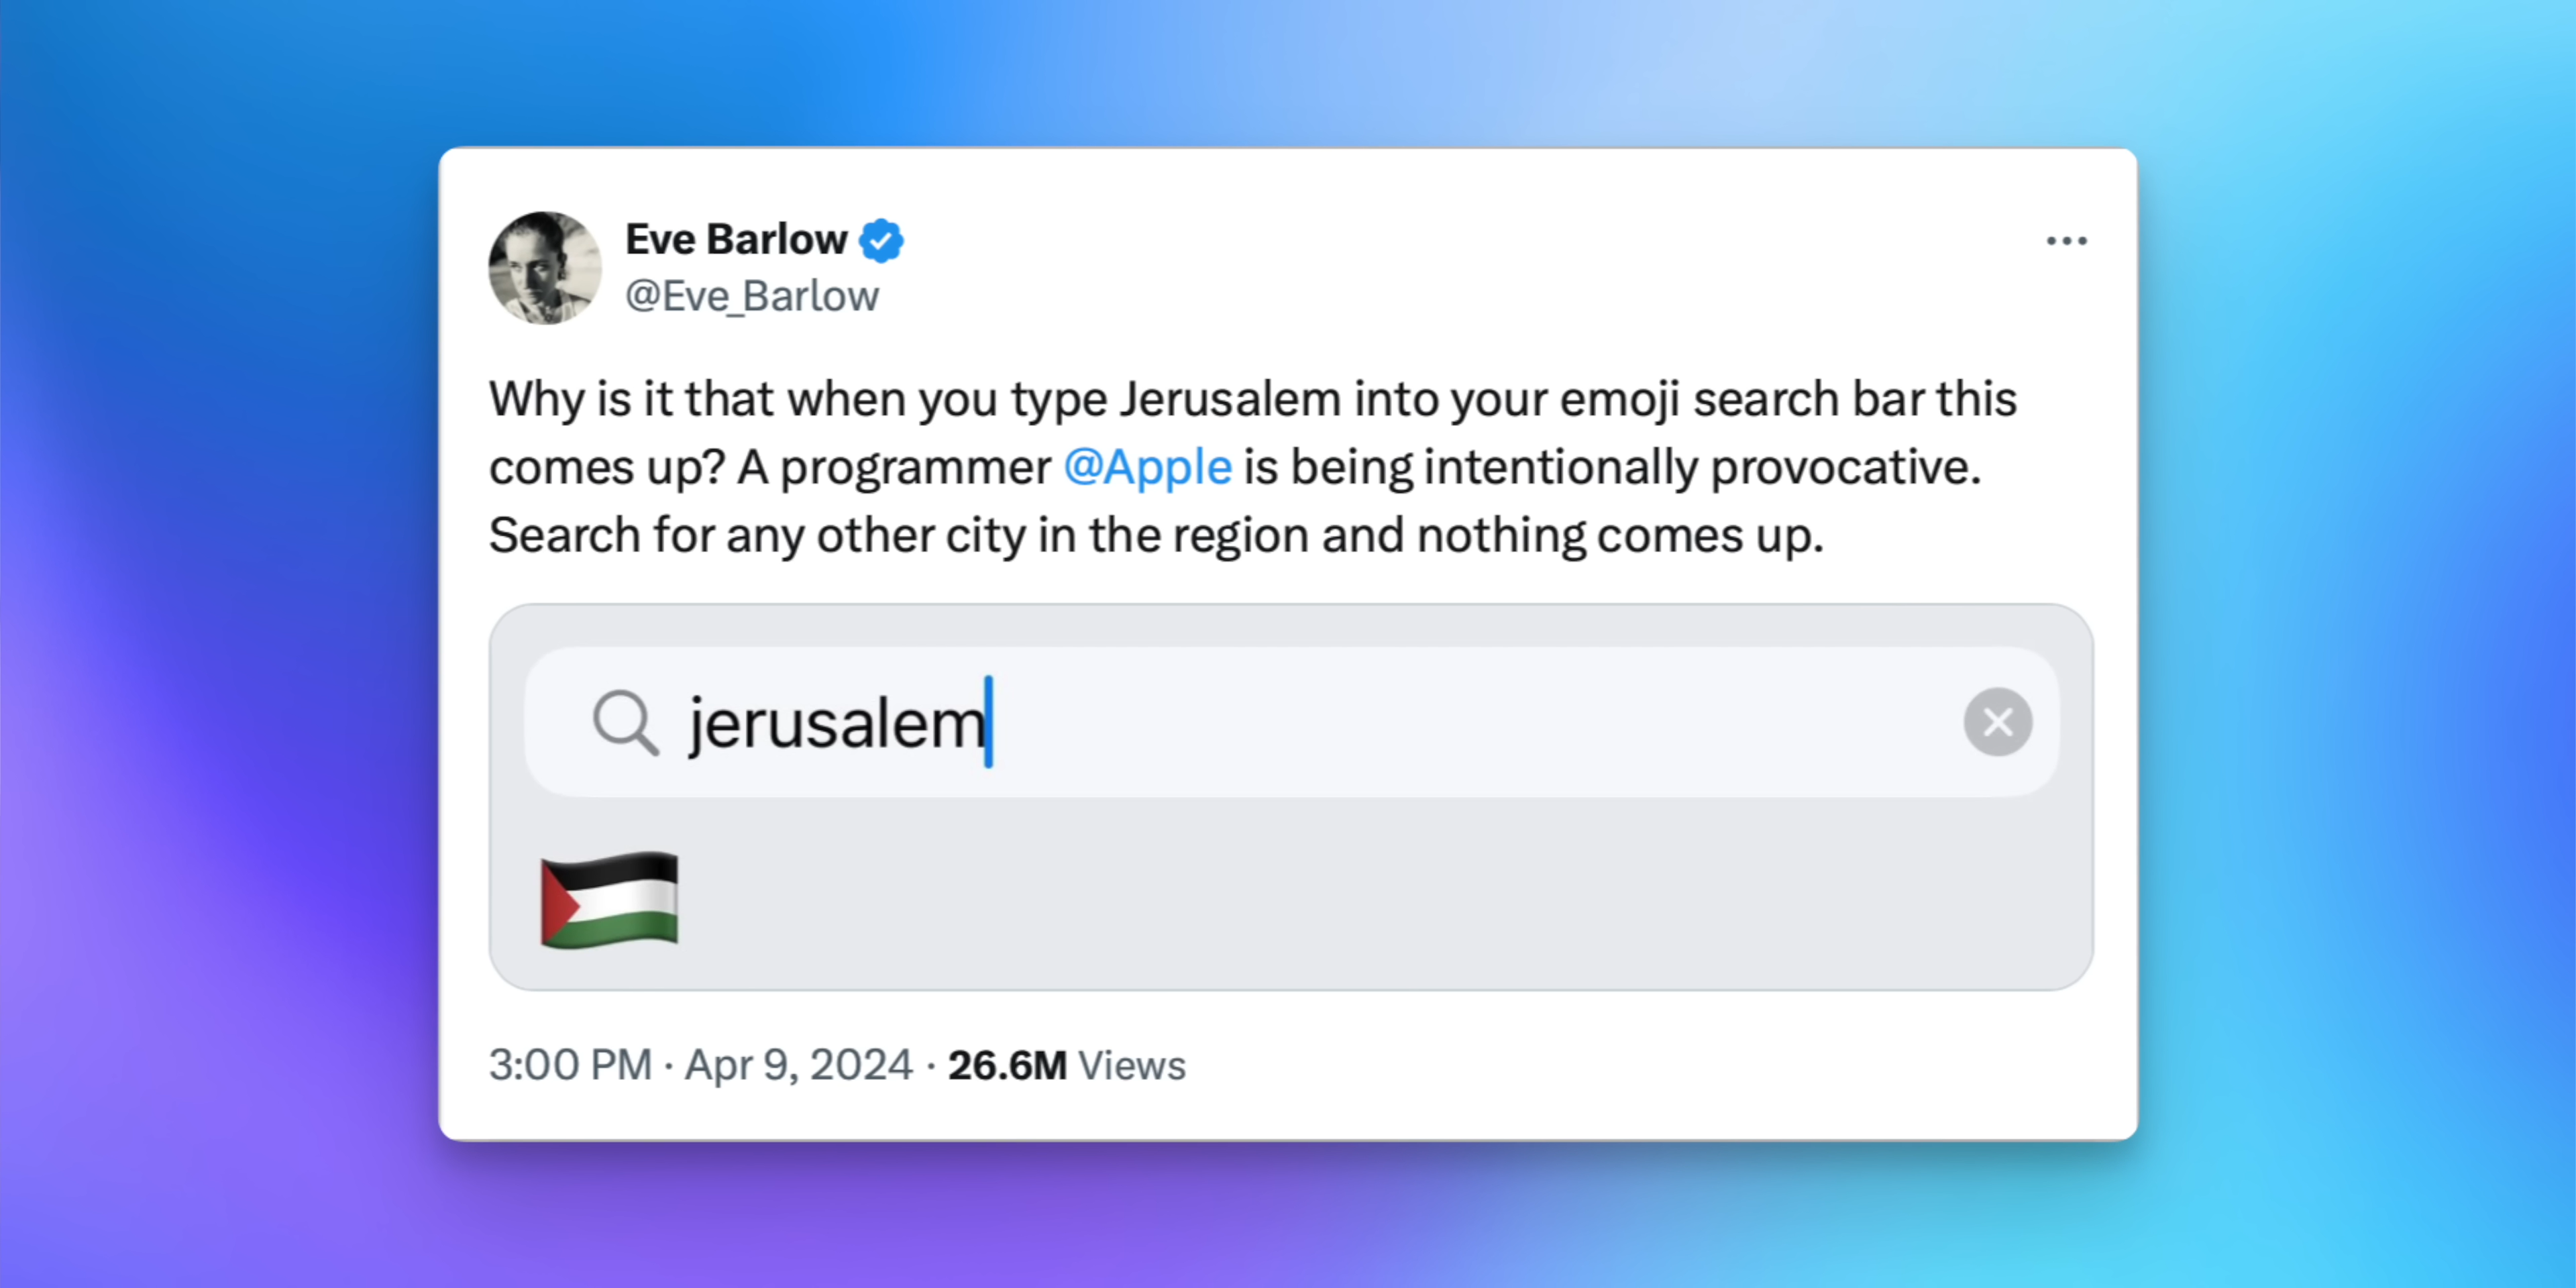 Eve Barlow
@Eve_Barlow
Why is it that when you type Jerusalem into your emoji search bar this
comes up? A programmer @Apple is being intentionally provocative.
Search for any other city in the region and nothing comes up.
jerusalem
3:00 PM · Apr 9, 2024 · 26.6M Views